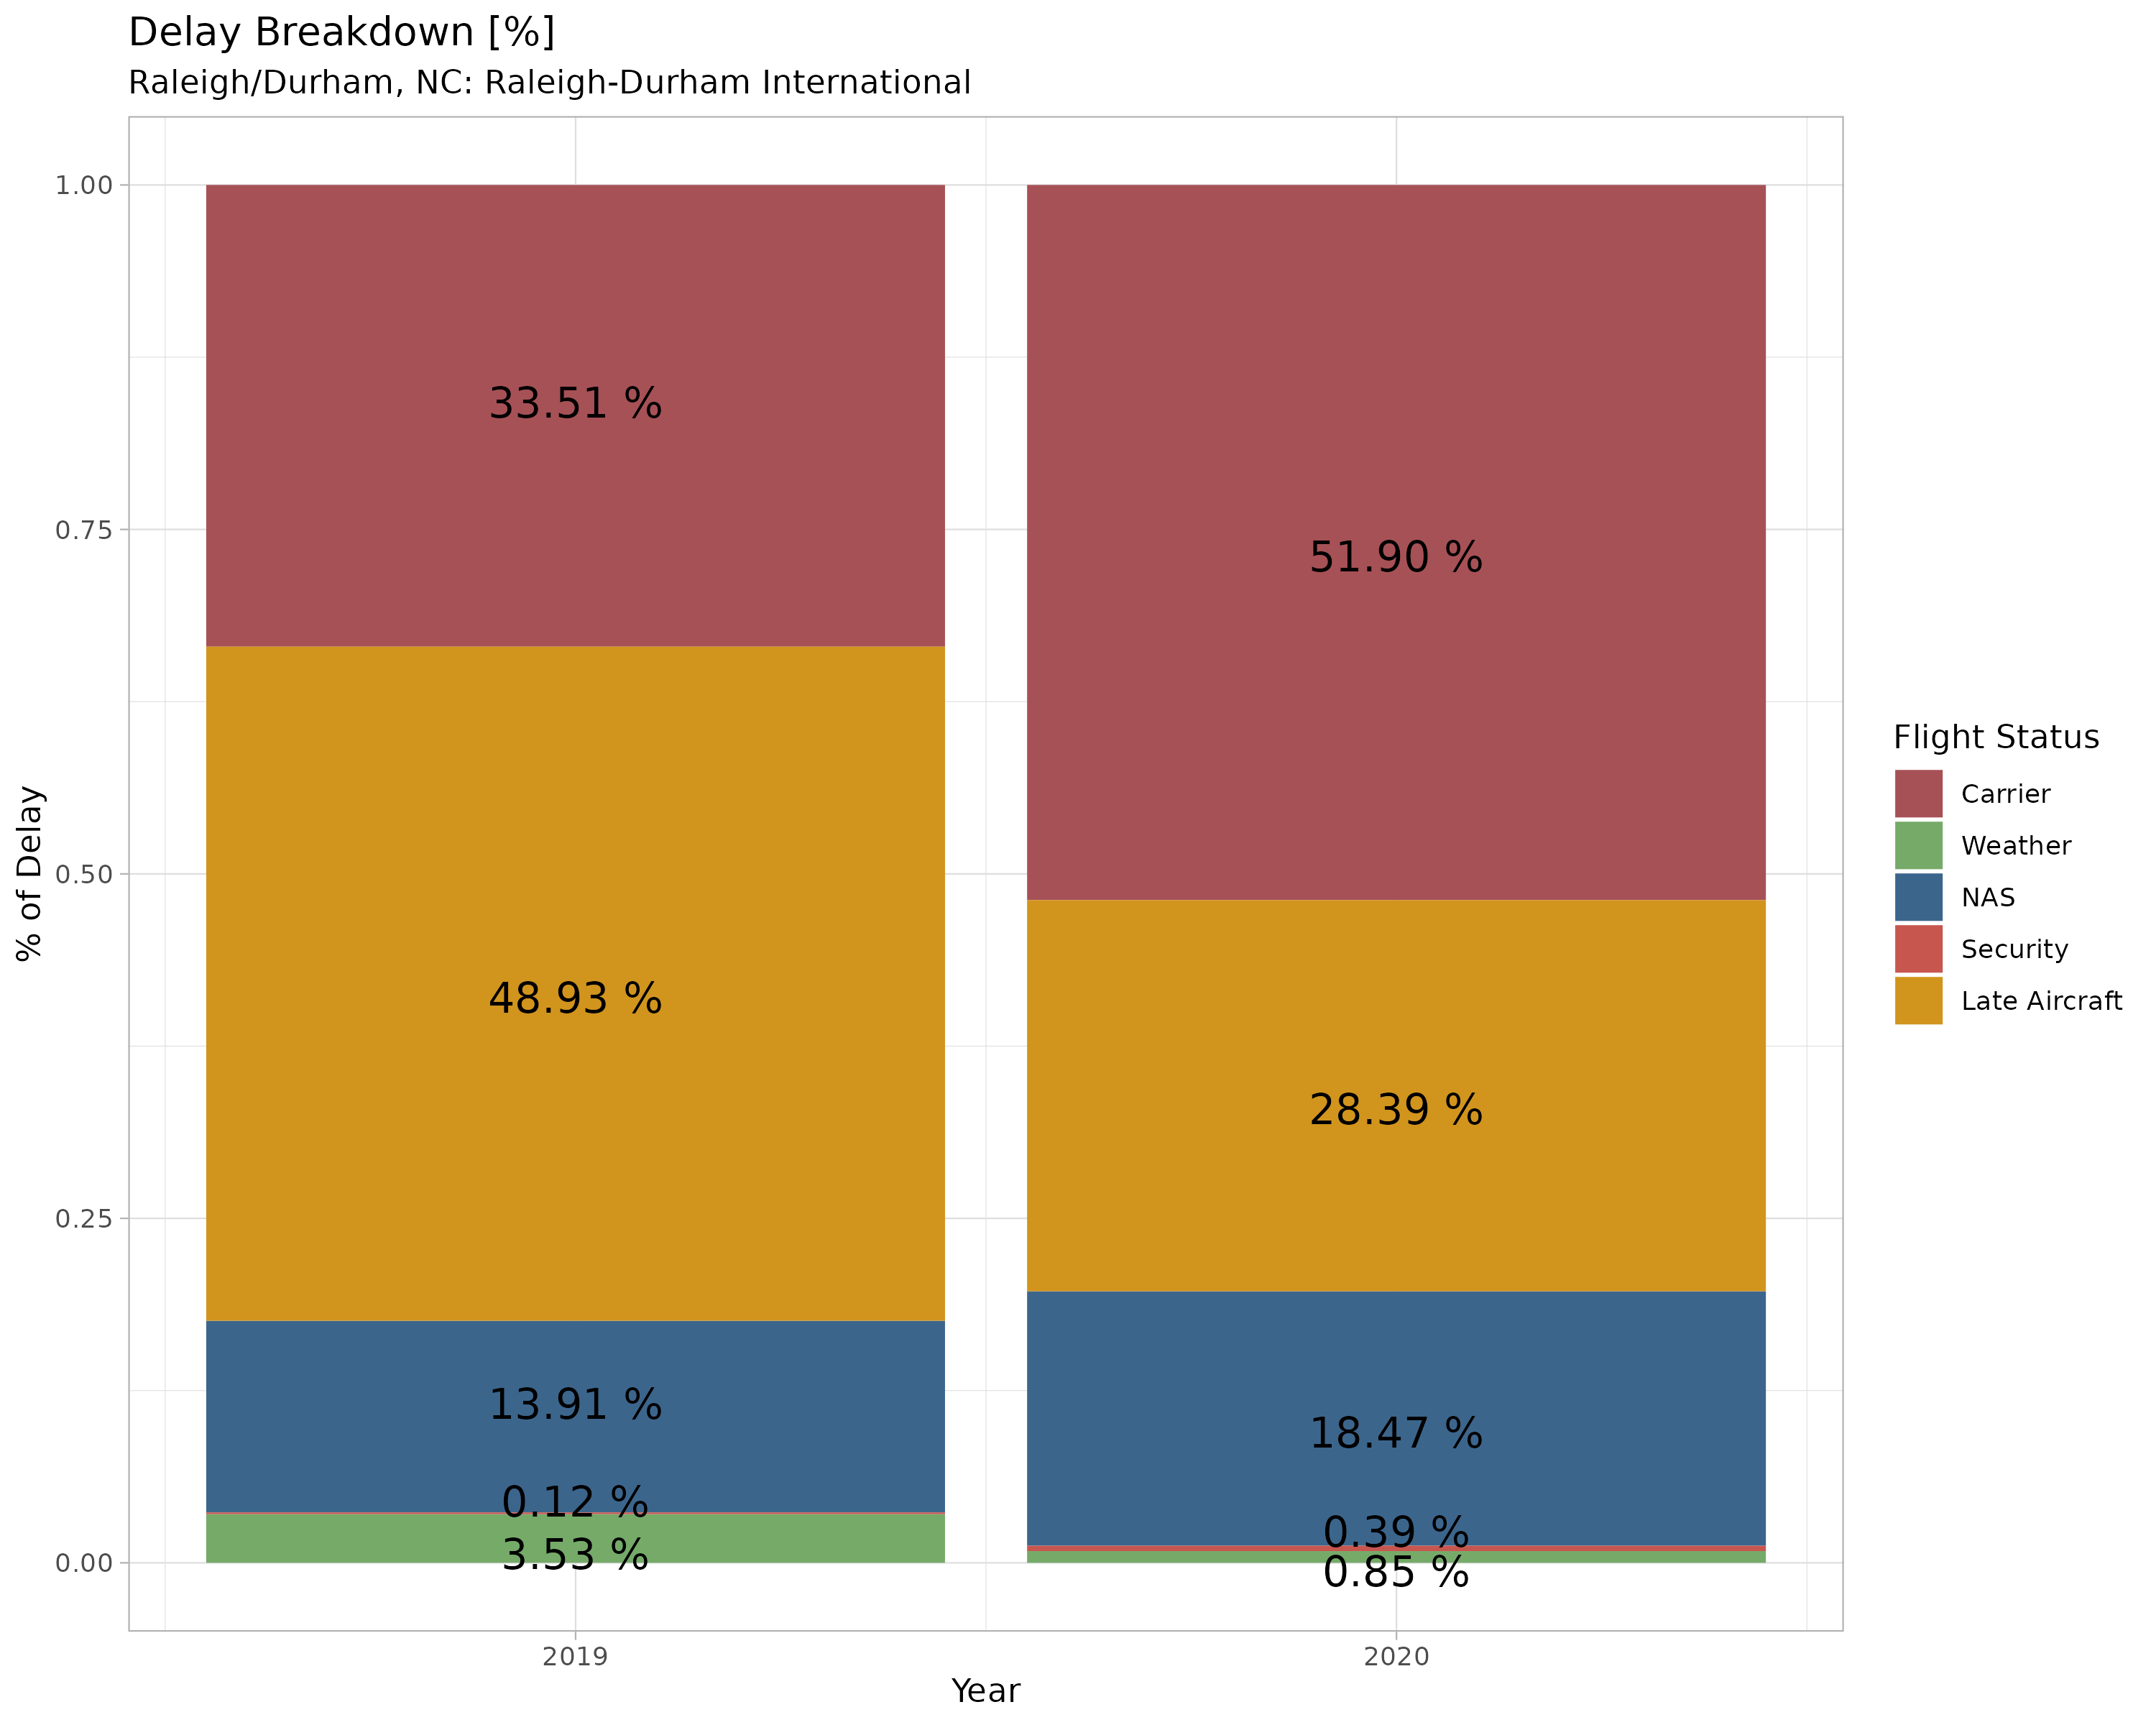 Delay Breakdown [%]
Raleigh/Durham, NC: Raleigh-Durham International
% of Delay
1.00
0.75
0.50
0.25
0.00
33.51 %
48.93 %
13.91 %
0.12 %
3.53 %
51.90 %
28.39 %
18.47 %
0.39 %
0.85 %
2019
2020
Year
Flight Status
Carrier
Weather
NAS
Security
Late Aircraft